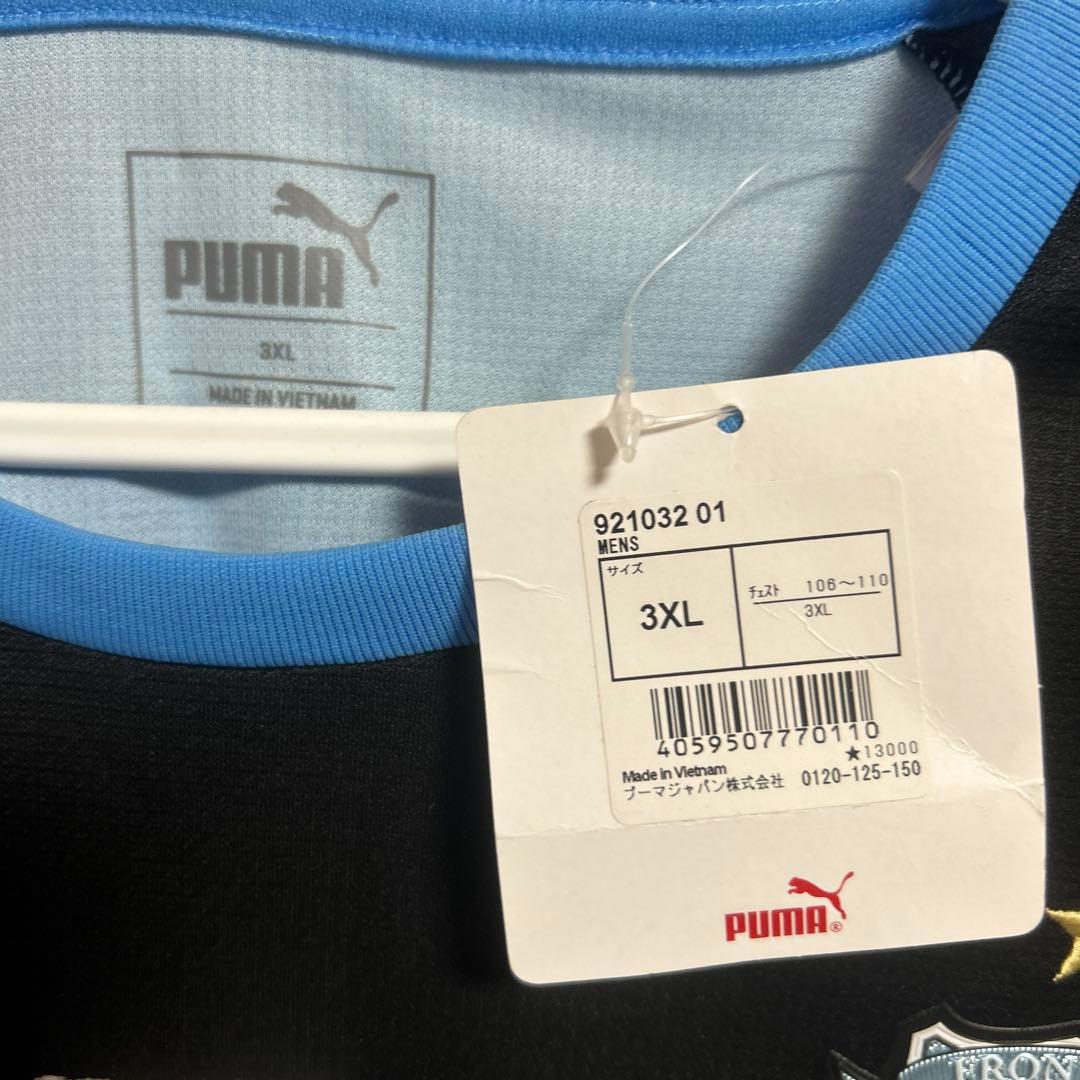 PUMA
3XL
MADE IN VIETNAM
921032 01
MENS
サイズ
3XL
ﾁｪｽﾄ 106～110
3XL
4059507770110
★13000
Made in Vietnam
プーマジャパン株式会社 0120-125-150
PUMA®
FRON